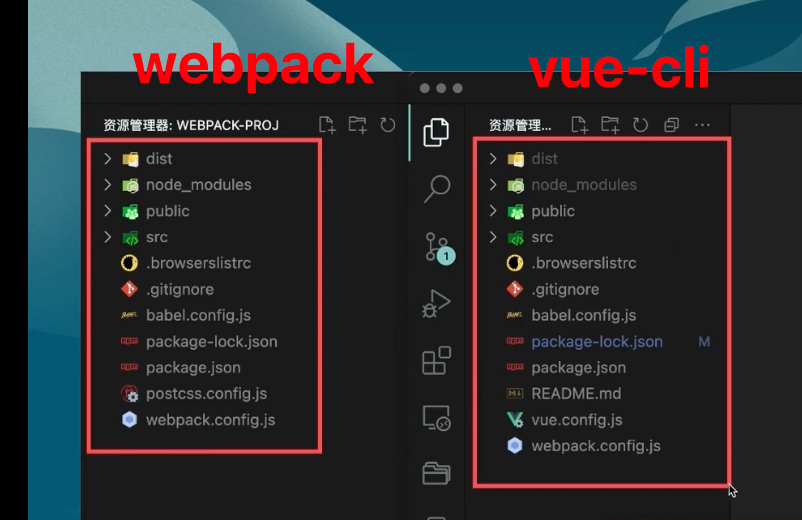 webpack
vue-cli
资源管理器: WEBPACK-PROJ
dist
node_modules
public
src
.browserslistrc
.gitignore
babel.config.js
package-lock.json
package.json
postcss.config.js
webpack.config.js
资源管理...
1
dist
node_modules
public
src
.browserslistrc
.gitignore
babel.config.js
package-lock.json M
package.json
README.md
vue.config.js
webpack.config.js